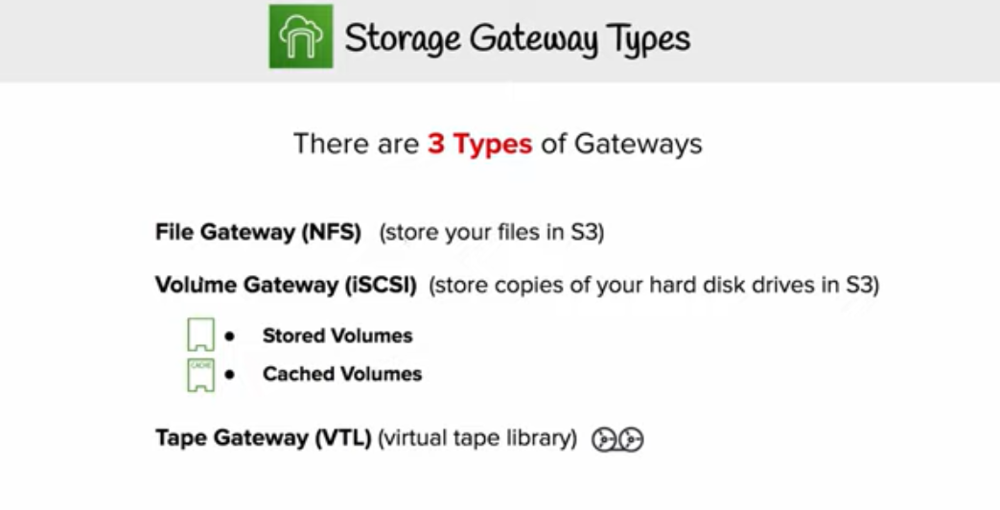 Storage Gateway Types
There are 3 Types of Gateways
File Gateway (NFS) (store your files in S3)
Volume Gateway (iSCSI) (store copies of your hard disk drives in S3)
● Stored Volumes
CACHE
● Cached Volumes
Tape Gateway (VTL) (virtual tape library)